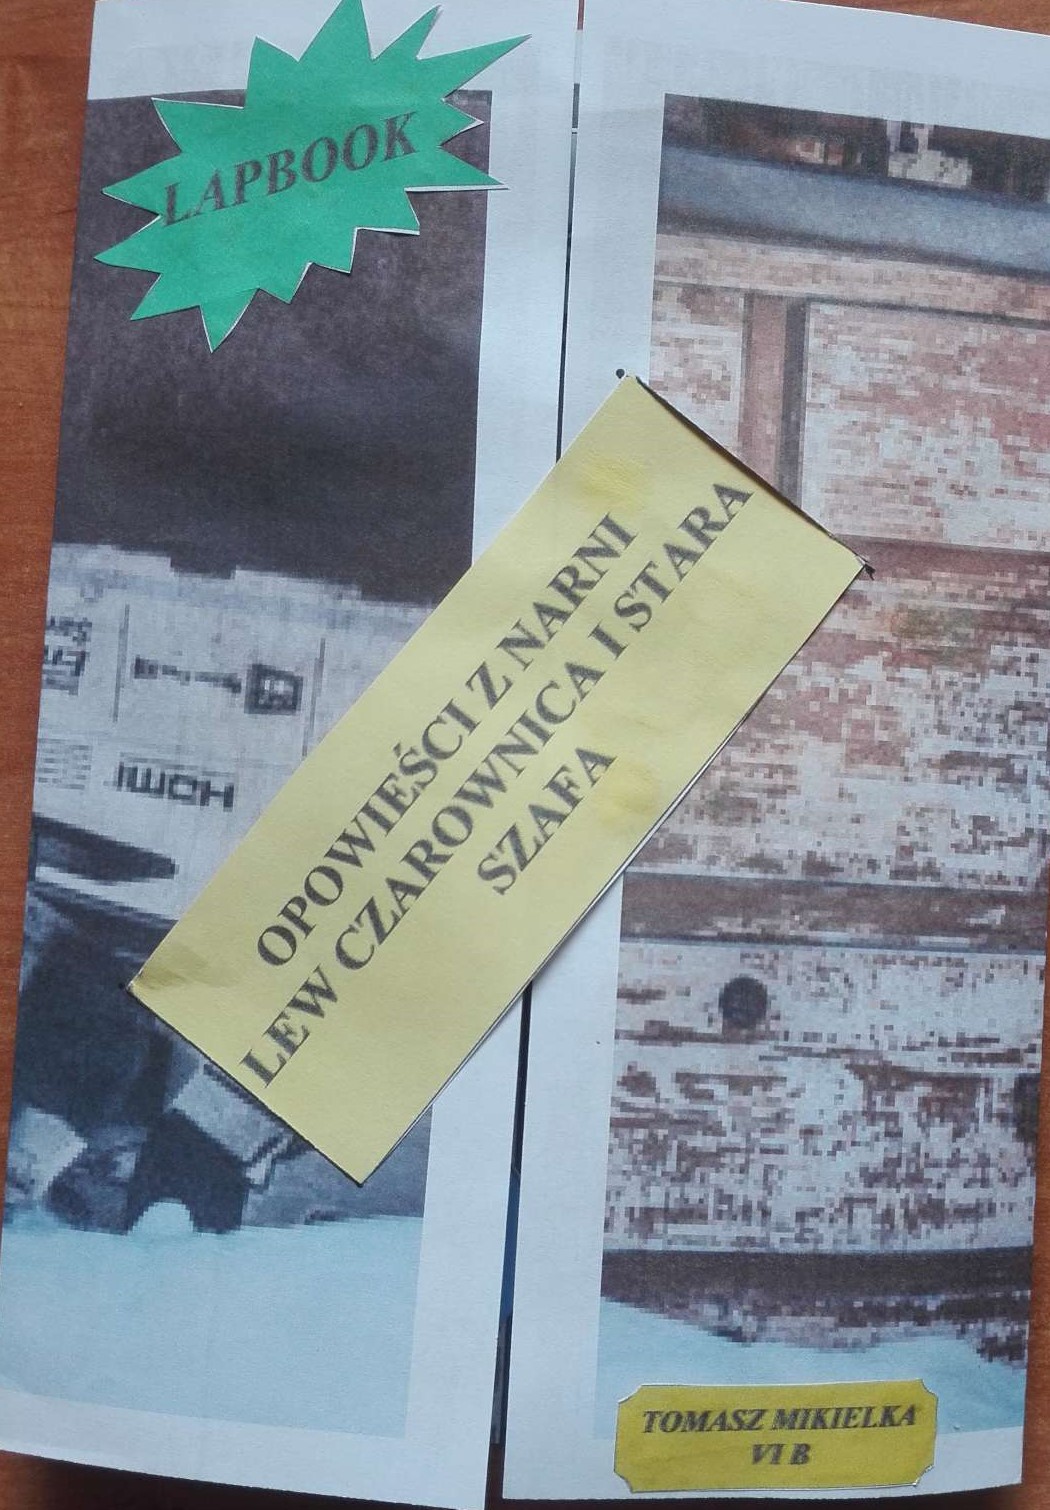 LAPBOOK
OPOWIEŚCI Z NARNI
LEW CZAROWNICA I STARA
SZAFA
TOMASZ MIKIELKA
VI B